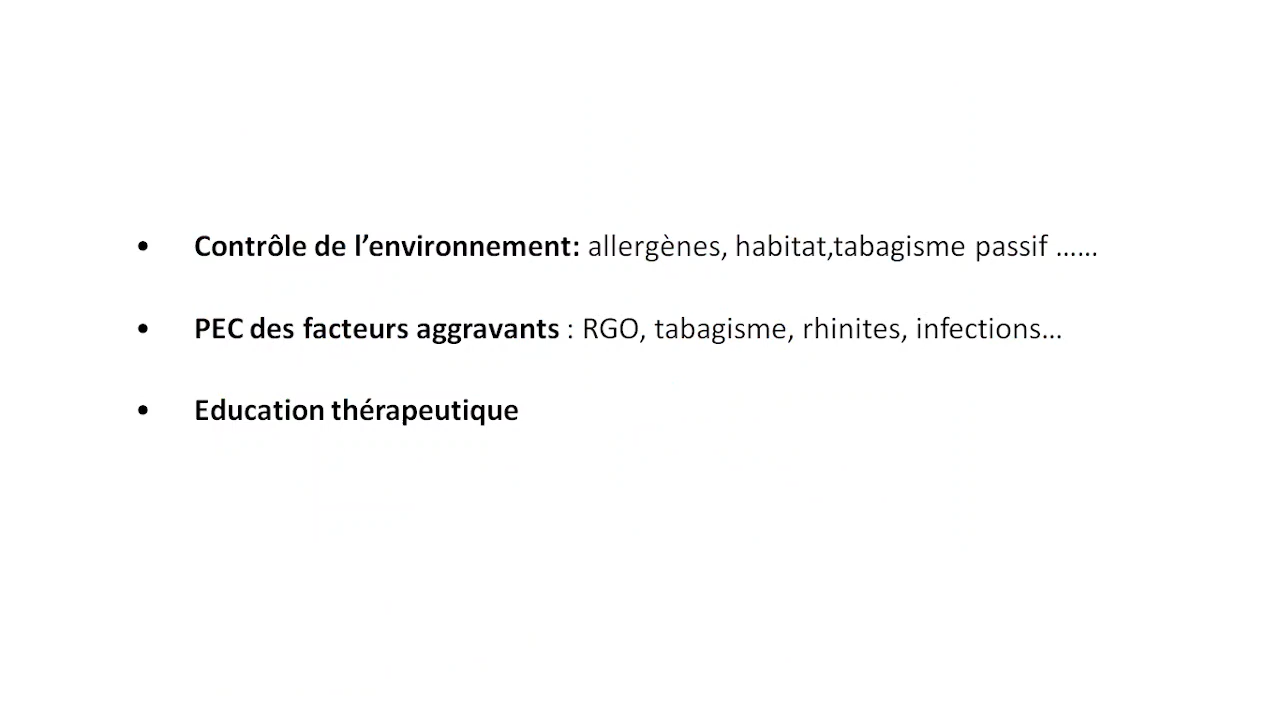 • Contrôle de l’environnement: allergènes, habitat,tabagisme passif ......
• PEC des facteurs aggravants : RGO, tabagisme, rhinites, infections...
• Education thérapeutique